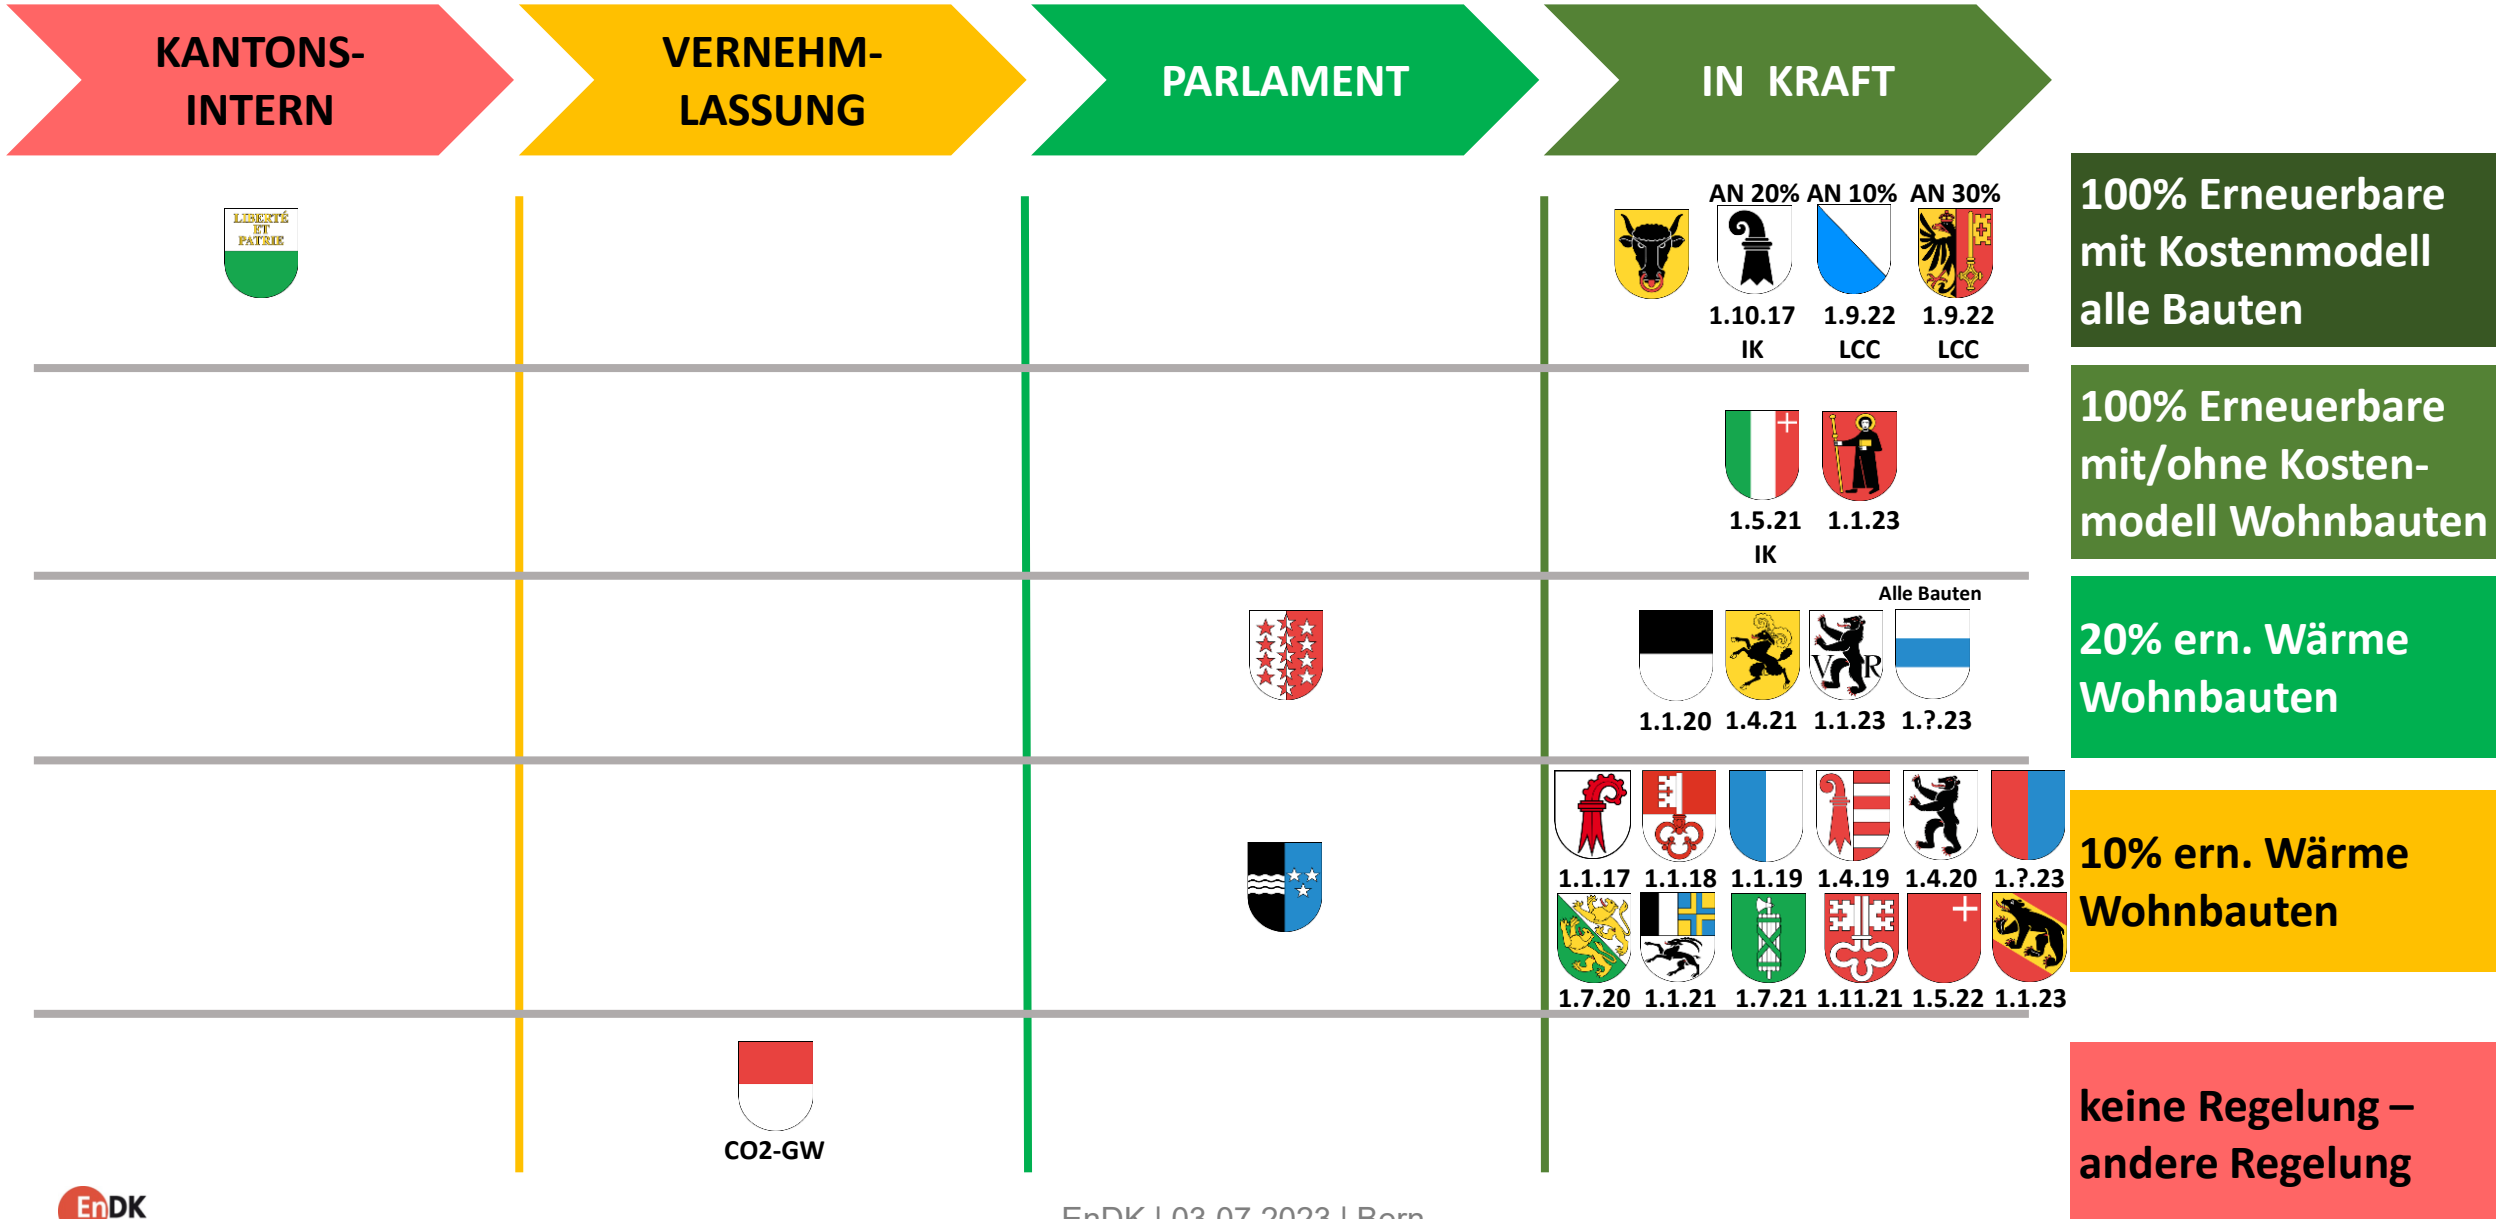 KANTONS-
INTERN
VERNEHM-
LASSUNG
PARLAMENT
IN KRAFT
LIBERTÉ
ET
PATRIE
AN 20% AN 10% AN 30%
1.10.17 1.9.22 1.9.22
IK LCC LCC
100% Erneuerbare
mit Kostenmodell
alle Bauten
1.5.21 1.1.23
IK
100% Erneuerbare
mit/ohne Kosten-
modell Wohnbauten
Alle Bauten
V R
1.1.20 1.4.21 1.1.23 1.?.23
20% ern. Wärme
Wohnbauten
1.1.17 1.1.18 1.1.19 1.4.19 1.4.20 1.?.23
1.7.20 1.1.21 1.7.21 1.11.21 1.5.22 1.1.23
10% ern. Wärme
Wohnbauten
CO2-GW
keine Regelung –
andere Regelung
EnDK
EnDK | 03.07.2023 | Bern